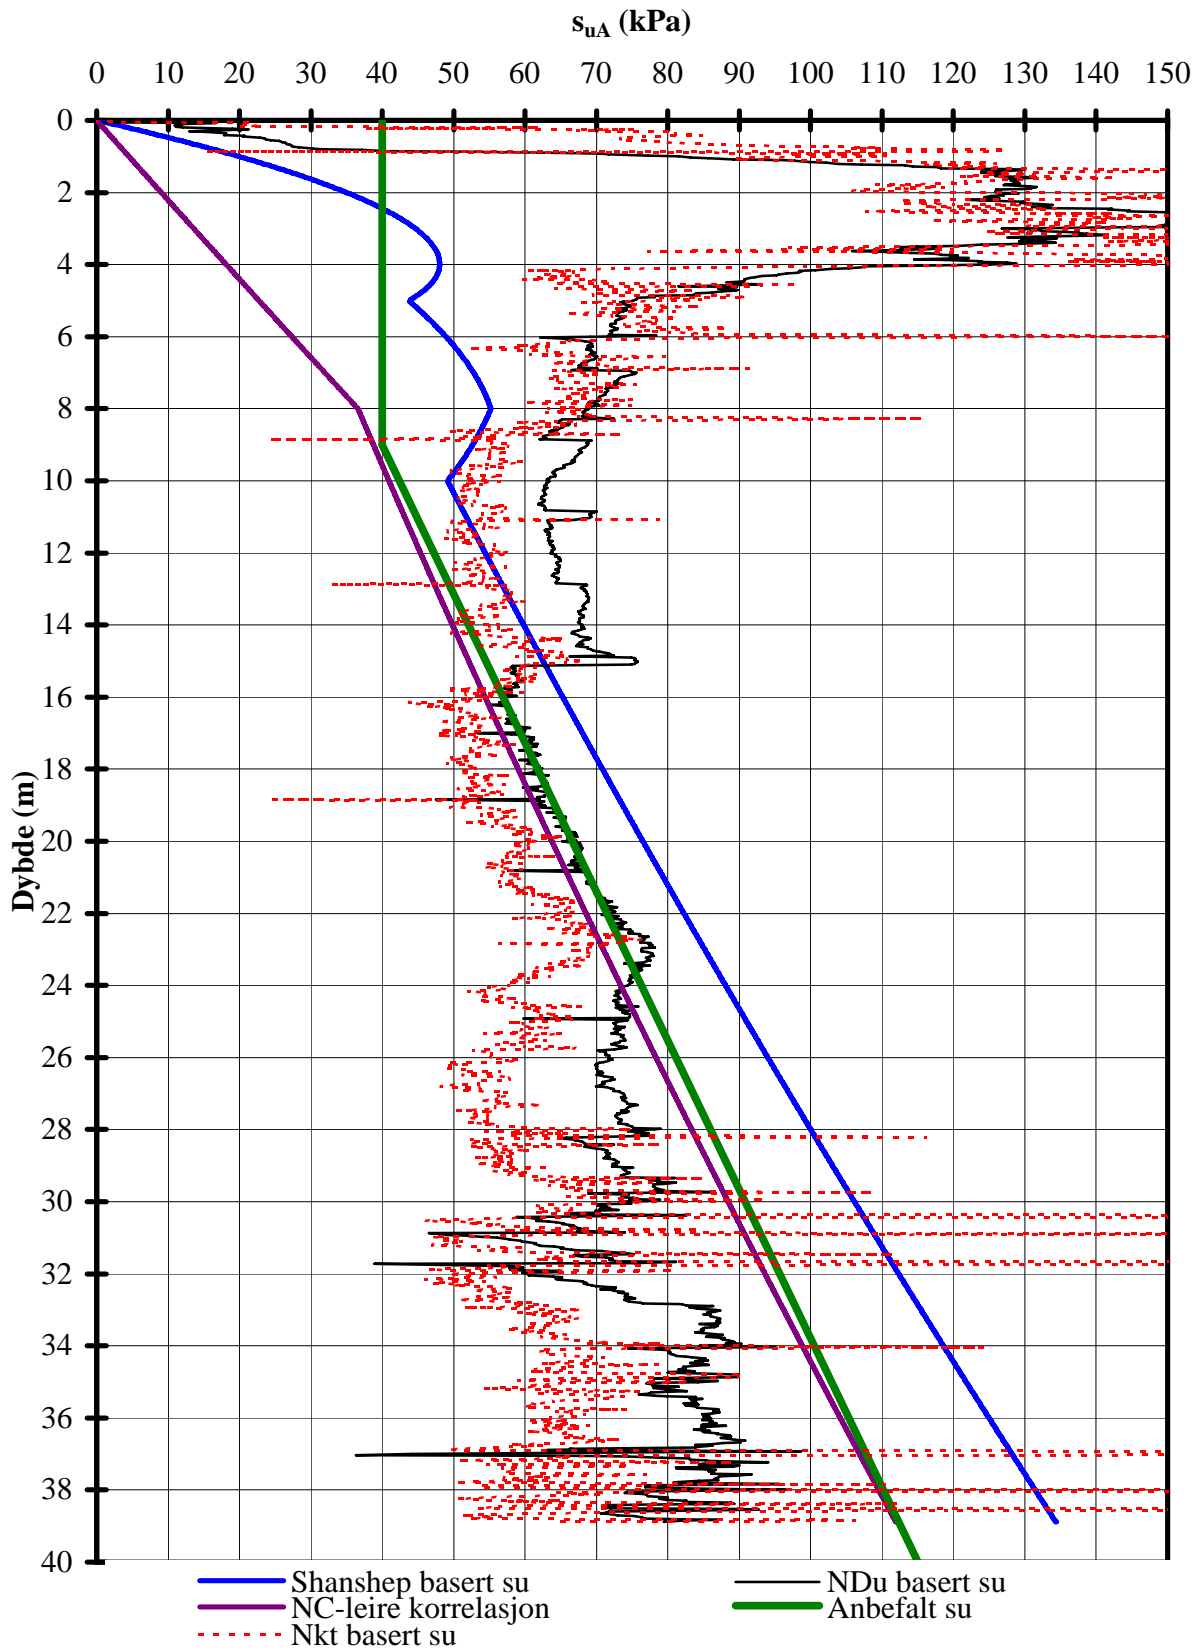 suA (kPa)
0 10 20 30 40 50 60 70 80 90 100 110 120 130 140 150
0
2
4
6
8
10
12
14
16
18
20
22
24
26
28
30
32
34
36
38
40
Dybde (m)
Shanshep basert su
NDu basert su
NC-leire korrelasjon
Anbefalt su
Nkt basert su